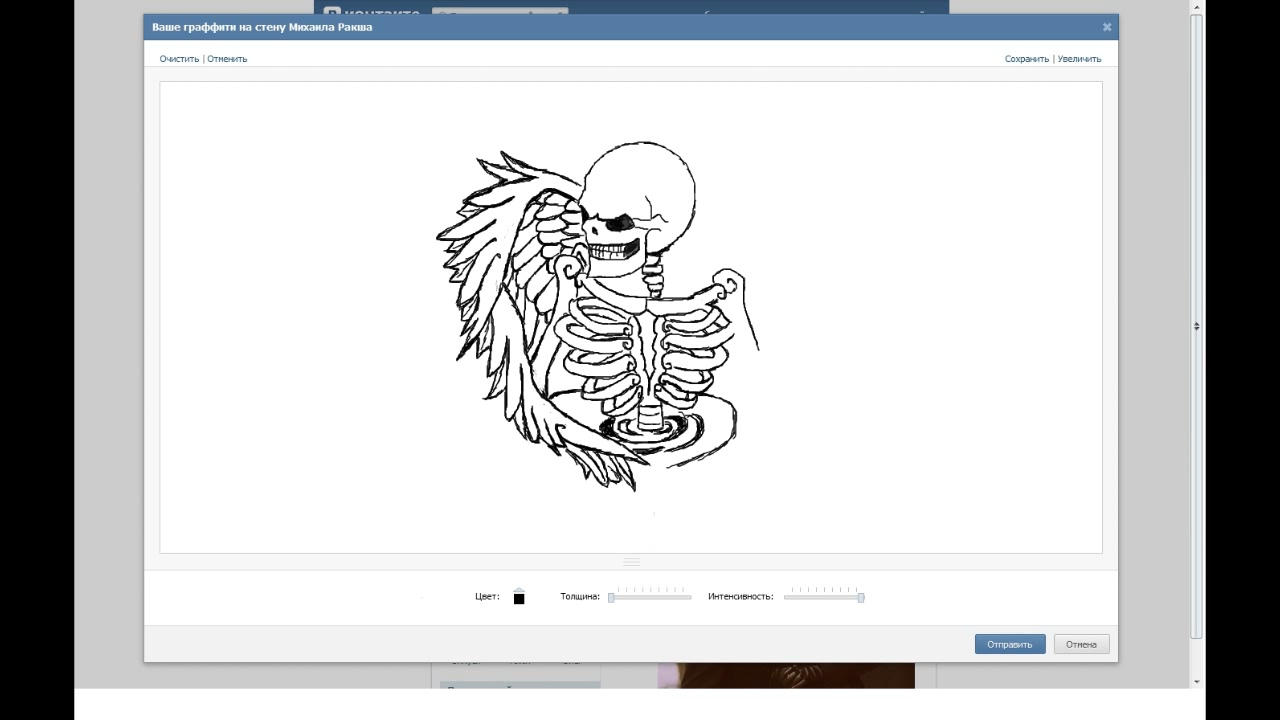 Ваше граффити на стену Михаила Ракша
Очистить | Отменить
Сохранить | Увеличить
Цвет:
Толщина:
Интенсивность:
Отправить
Отмена